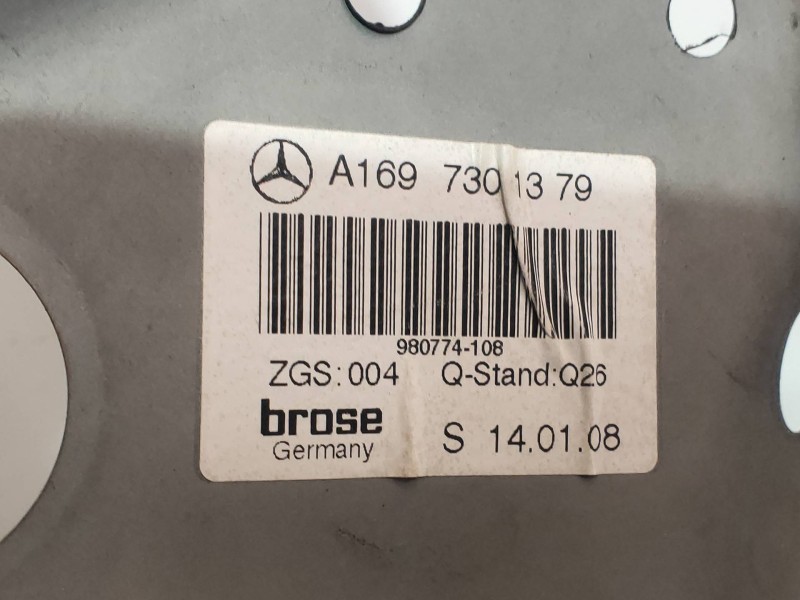 A169 730 13 79
980774-108
ZGS:004 Q-Stand:Q26
brose
Germany S 14.01.08